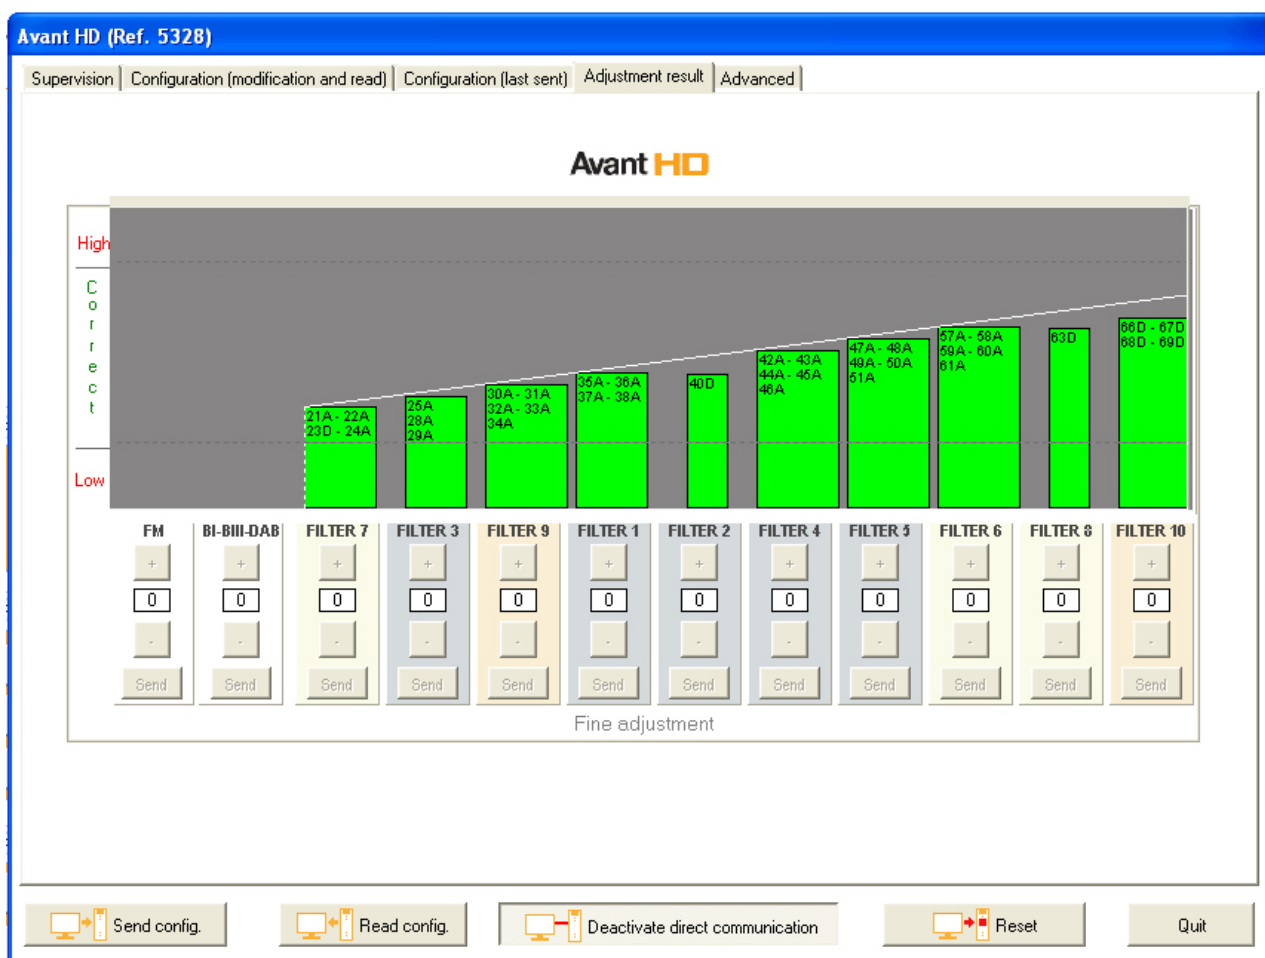 Avant HD (Ref. 5328)
Supervision Configuration (modification and read) Configuration (last sent) Adjustment result Advanced
Avant HD
High
Correct
Low
21A - 22A
23D - 24A
25A
28A
29A
30A - 31A
32A - 33A
34A
35A - 36A
37A - 38A
40D
42A - 43A
44A - 45A
46A
47A - 48A
49A - 50A
51A
57A - 58A
59A - 60A
61A
63D
66D - 67D
68D - 69D
FM BI-BIII-DAB FILTER 7 FILTER 3 FILTER 9 FILTER 1 FILTER 2 FILTER 4 FILTER 5 FILTER 6 FILTER 8 FILTER 10
+ + + + + + + + + + + +
0 0 0 0 0 0 0 0 0 0 0 0
- - - - - - - - - - - -
Send Send Send Send Send Send Send Send Send Send Send Send
Fine adjustment
Send config. Read config. Deactivate direct communication Reset Quit